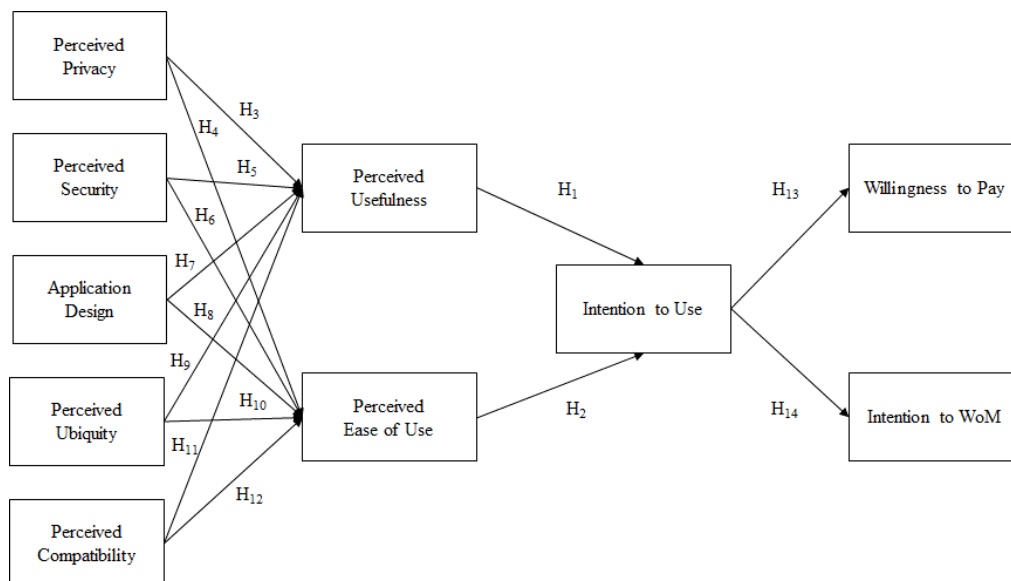 Perceived
Privacy
H₃
H₄
Perceived
Security
H₅
H₆
Perceived
Usefulness
H₁
H₁₃
Willingness to Pay
H₇
Application
Design
H₈
Intention to Use
H₉
Perceived
Ubiquity
H₁₀
H₁₁
Perceived
Ease of Use
H₂
H₁₄
Intention to WoM
H₁₂
Perceived
Compatibility